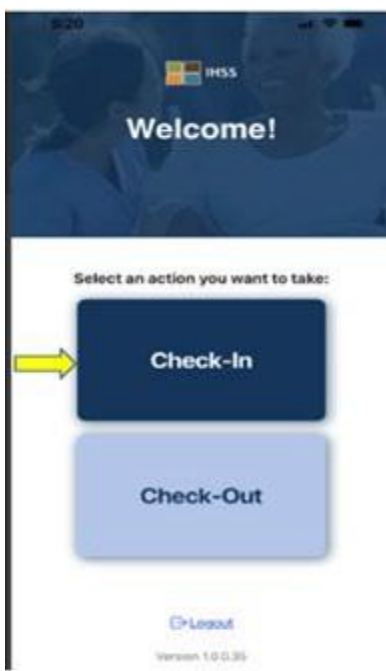 5:20
IHSS
Welcome!
Select an action you want to take:
Check-In
Check-Out
Logout
Version 1.0.0.35